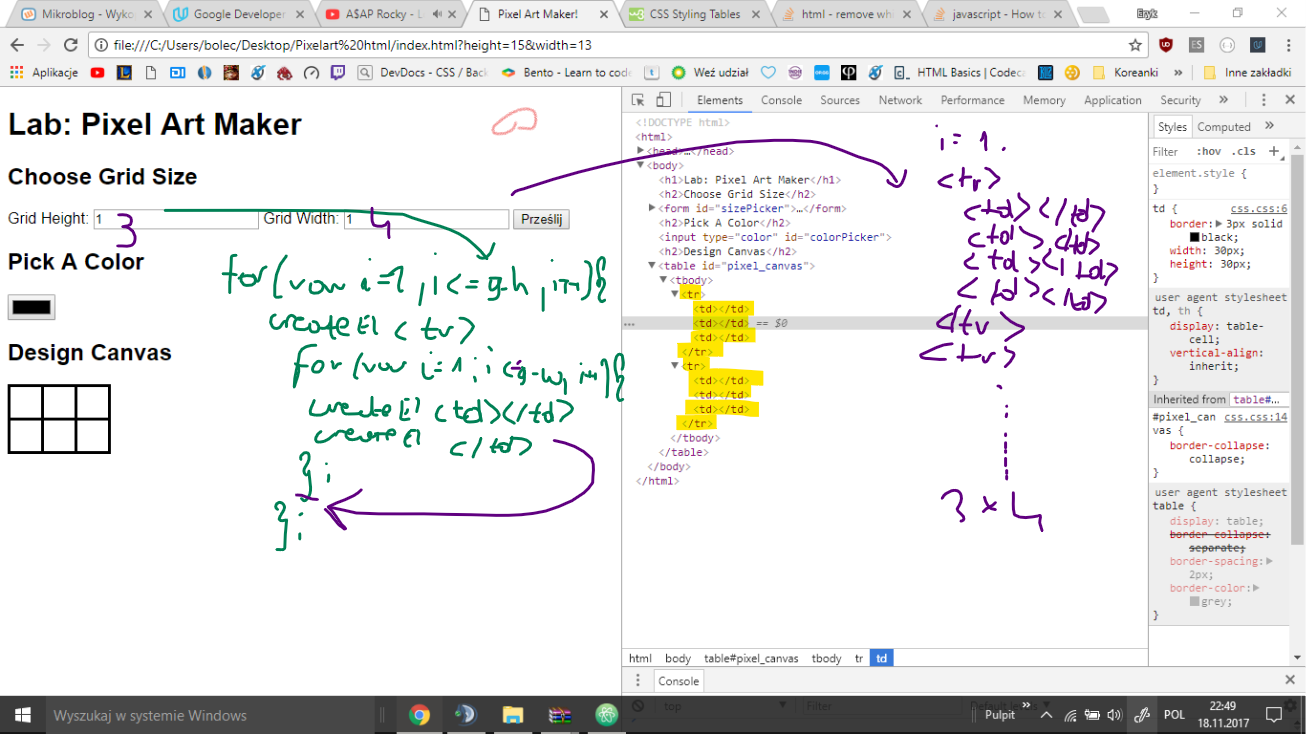 Mikroblog - Wyko
Google Developer
A$AP Rocky - L
Pixel Art Maker!
CSS Styling Tables
html - remove whi
javascript - How to
Eryk
file:///C:/Users/bolec/Desktop/Pixelart%20html/index.html?height=15&width=13
Aplikacje
DevDocs - CSS / Back
Bento - Learn to code
Weź udział
HTML Basics | Codeca
Koreanki
»
Inne zakładki
Lab: Pixel Art Maker
Choose Grid Size
Grid Height: 1 Grid Width: 1 Prześlij
3 4
Pick A Color
Design Canvas
for(var i=1, i<=g.h, i++){
createEl <tr>
for(var i=1, i<=g-w, i++){
createEl <td></td>
createEl </td>
};
};
Elements Console Sources Network Performance Memory Application Security »
<!DOCTYPE html>
<html>
<head>…</head>
<body>
<h1>Lab: Pixel Art Maker</h1>
<h2>Choose Grid Size</h2>
<form id="sizePicker">…</form>
<h2>Pick A Color</h2>
<input type="color" id="colorPicker">
<h2>Design Canvas</h2>
<table id="pixel_canvas">
<tbody>
<tr>
<td></td>
<td></td> == $0
<td></td>
</tr>
<tr>
<td></td>
<td></td>
<td></td>
</tr>
</tbody>
</table>
</body>
</html>
i=1.
<tr>
<td></td>
<td></td>
<td></td>
<td></td>
</tr>
<tr>
3 x 4
html body table#pixel_canvas tbody tr td
Console
top
Filter
Styles Computed »
Filter :hov .cls +
element.style {
}
td { css.css:6
border: 3px solid
black;
width: 30px;
height: 30px;
}
user agent stylesheet
td, th {
display: table-
cell;
vertical-align:
inherit;
}
Inherited from table#…
#pixel_can css.css:14
vas {
border-collapse:
collapse;
}
user agent stylesheet
table {
display: table;
border-collapse:
separate;
border-spacing:
2px;
border-color:
grey;
}
Wyszukaj w systemie Windows
Pulpit »
POL
22:49
18.11.2017